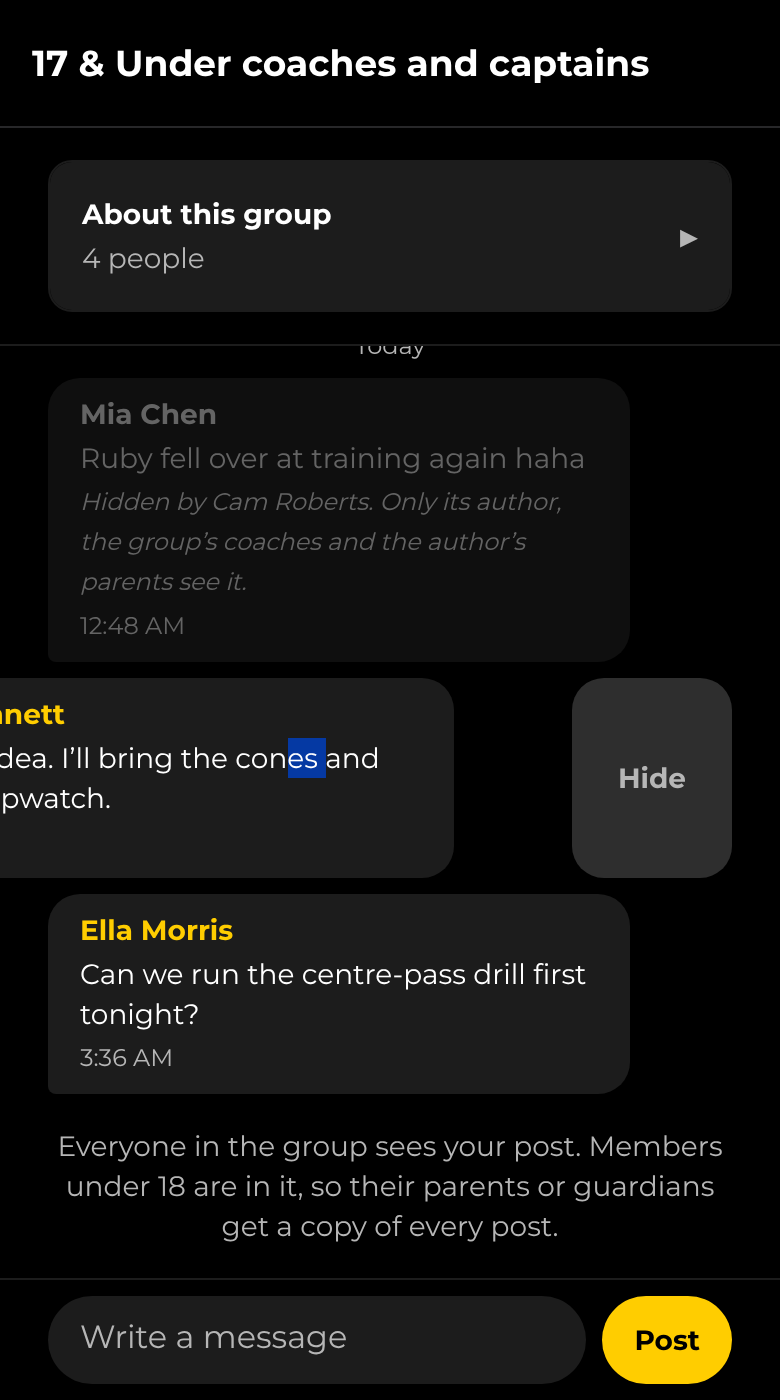 17 & Under coaches and captains
About this group
4 people
Today
Mia Chen
Ruby fell over at training again haha
Hidden by Cam Roberts. Only its author,
the group’s coaches and the author’s
parents see it.
12:48 AM
nett
dea. I’ll bring the cones and
pwatch.
Hide
Ella Morris
Can we run the centre-pass drill first
tonight?
3:36 AM
Everyone in the group sees your post. Members
under 18 are in it, so their parents or guardians
get a copy of every post.
Write a message
Post